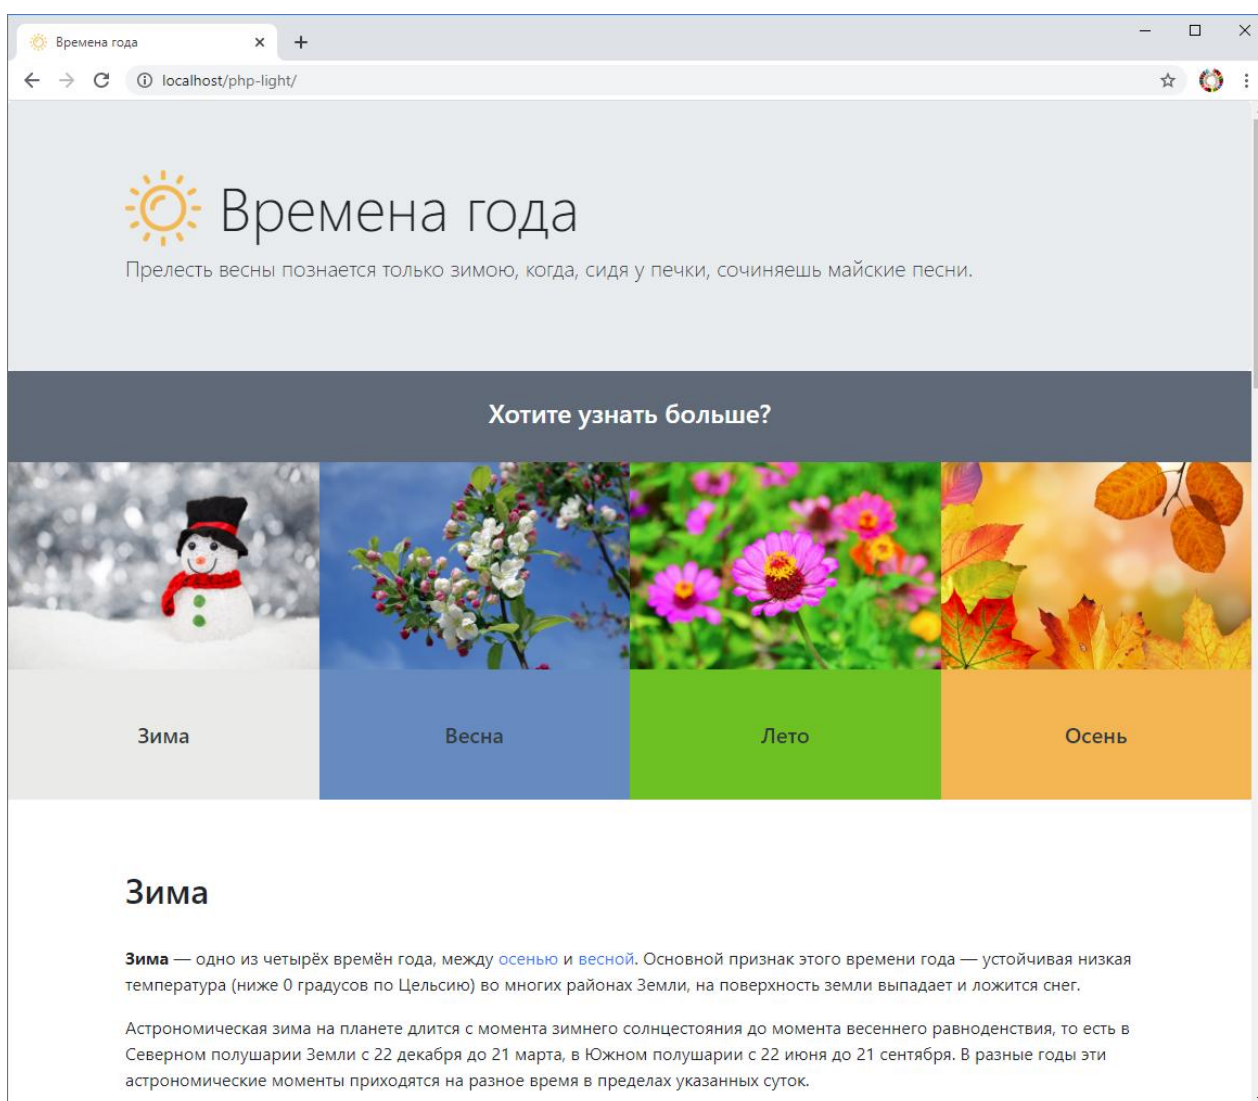 Времена года
localhost/php-light/
Времена года
Прелесть весны познается только зимою, когда, сидя у печки, сочиняешь майские песни.
Хотите узнать больше?
Зима
Весна
Лето
Осень
Зима
Зима — одно из четырёх времён года, между осенью и весной. Основной признак этого времени года — устойчивая низкая
температура (ниже 0 градусов по Цельсию) во многих районах Земли, на поверхность земли выпадает и ложится снег.
Астрономическая зима на планете длится с момента зимнего солнцестояния до момента весеннего равноденствия, то есть в
Северном полушарии Земли с 22 декабря до 21 марта, в Южном полушарии с 22 июня до 21 сентября. В разные годы эти
астрономические моменты приходятся на разное время в пределах указанных суток.